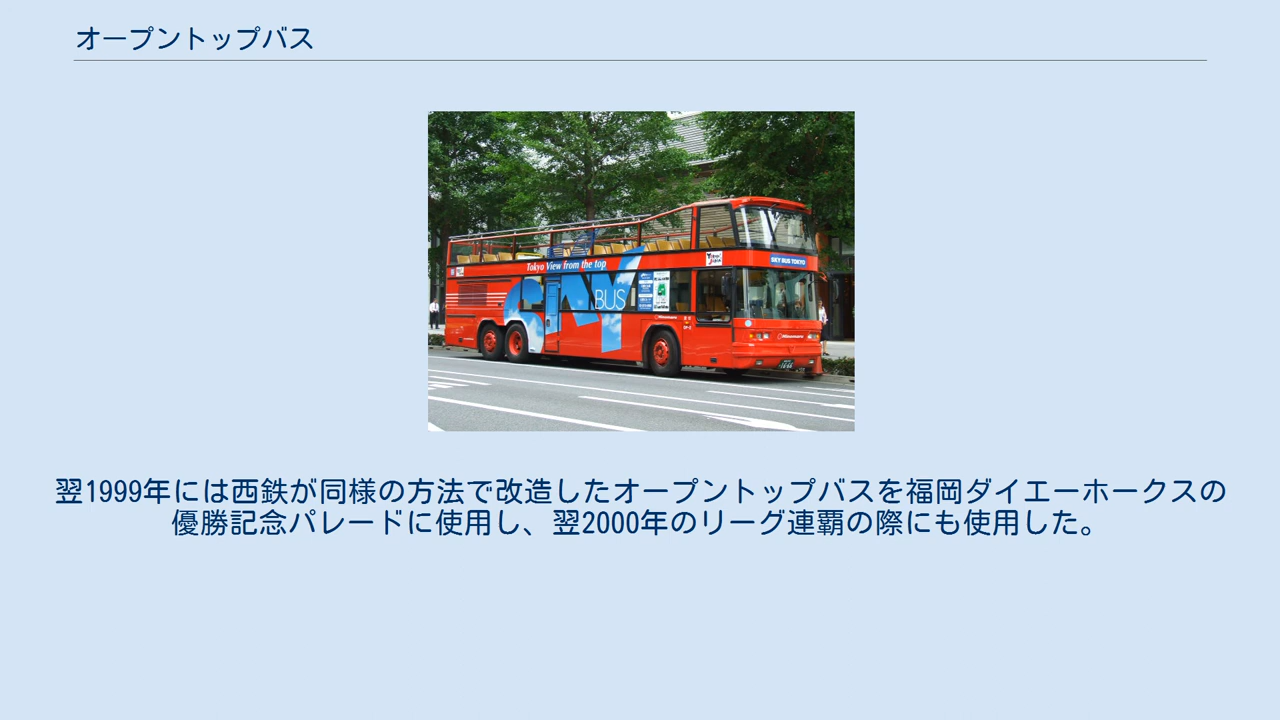 オープントップバス
Tokyo View from the top
SKY BUS TOKYO
SKY
BUS
翌1999年には西鉄が同様の方法で改造したオープントップバスを福岡ダイエーホークスの
優勝記念パレードに使用し、翌2000年のリーグ連覇の際にも使用した。